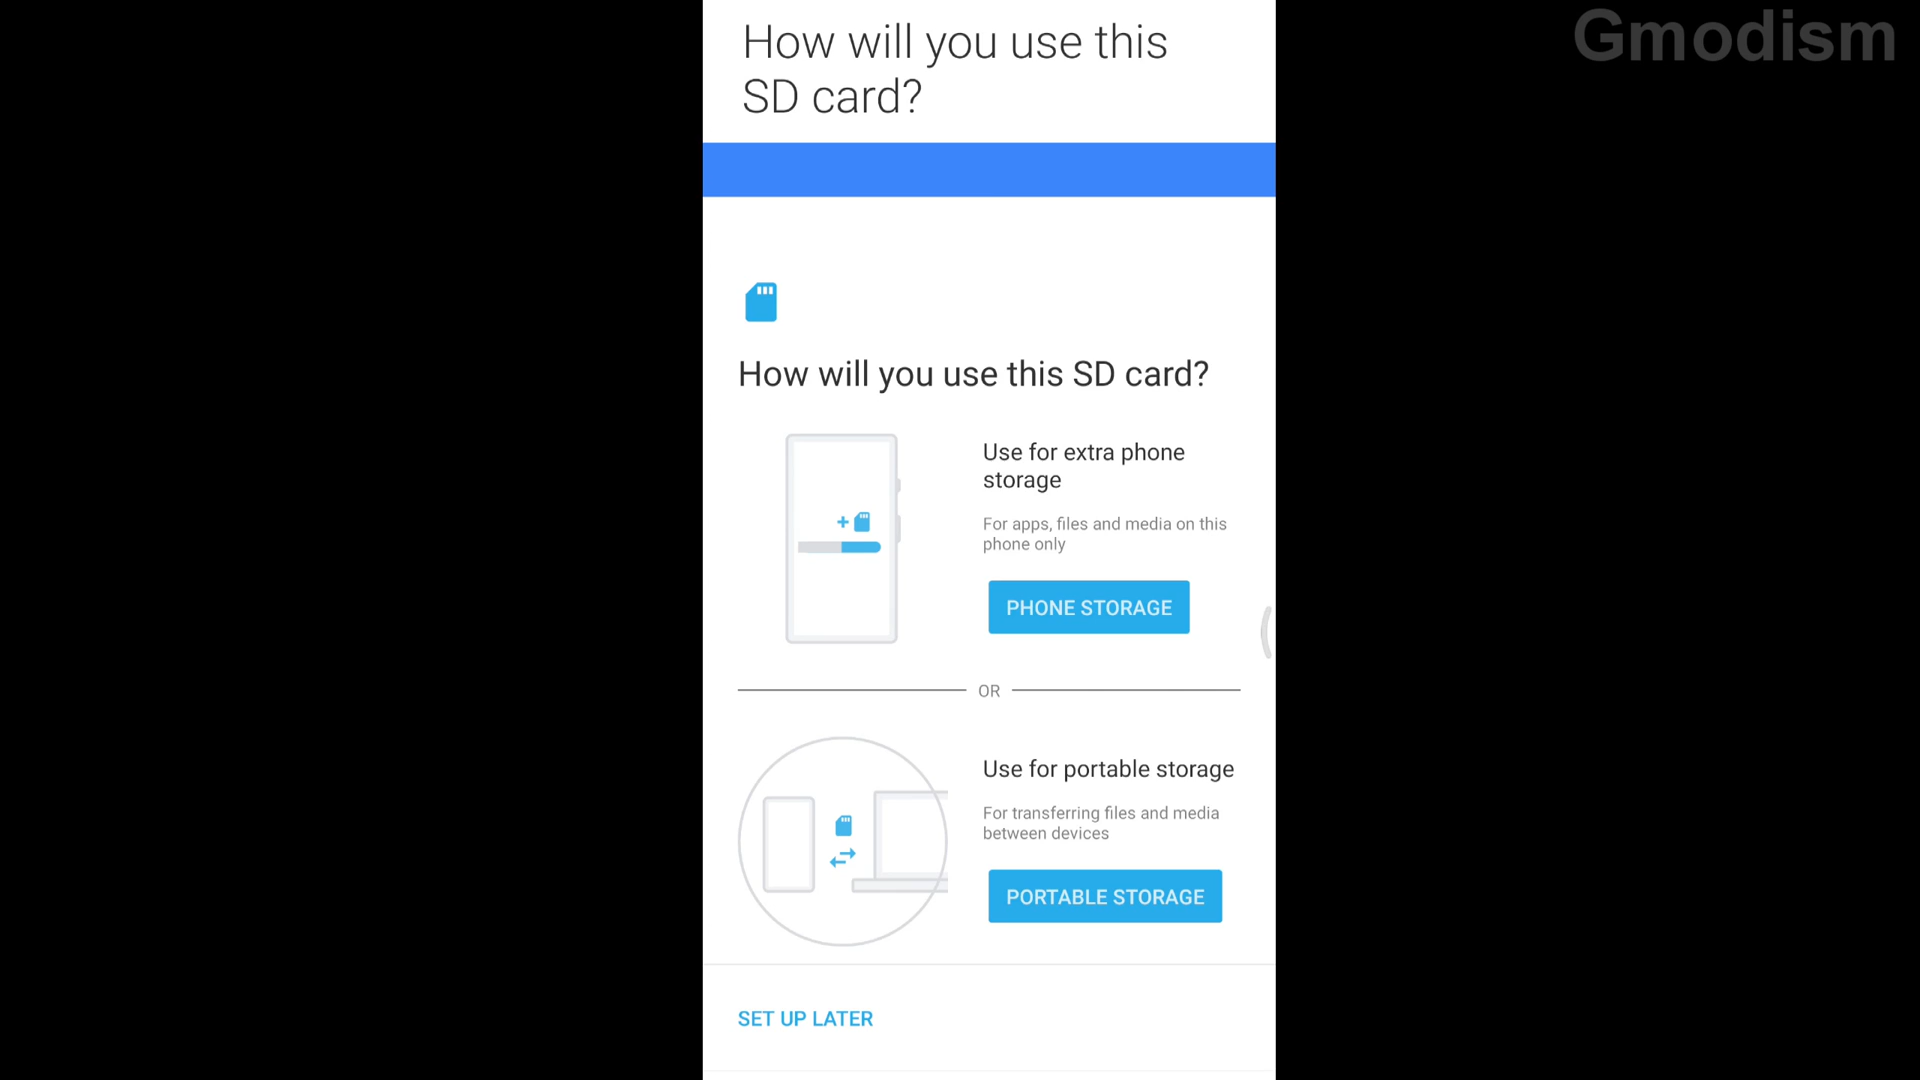 Gmodism
How will you use this
SD card?
How will you use this SD card?
Use for extra phone
storage
For apps, files and media on this
phone only
PHONE STORAGE
OR
Use for portable storage
For transferring files and media
between devices
PORTABLE STORAGE
SET UP LATER